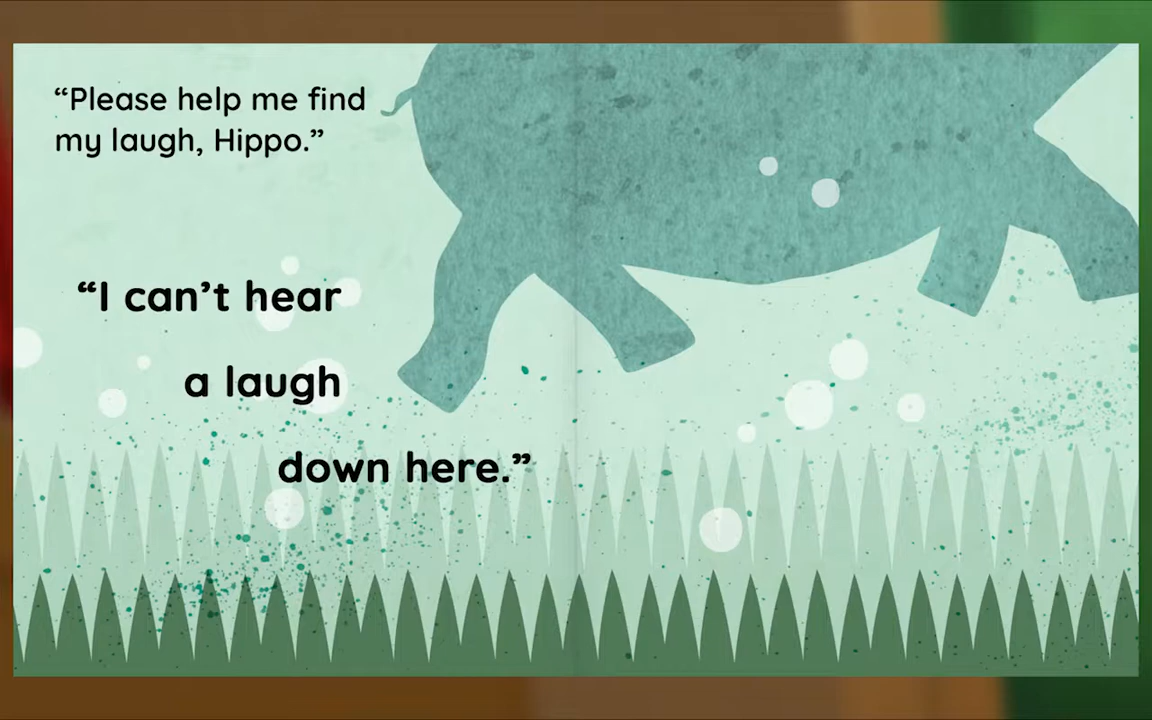 “Please help me find
my laugh, Hippo.”
“I can’t hear
a laugh
down here.”